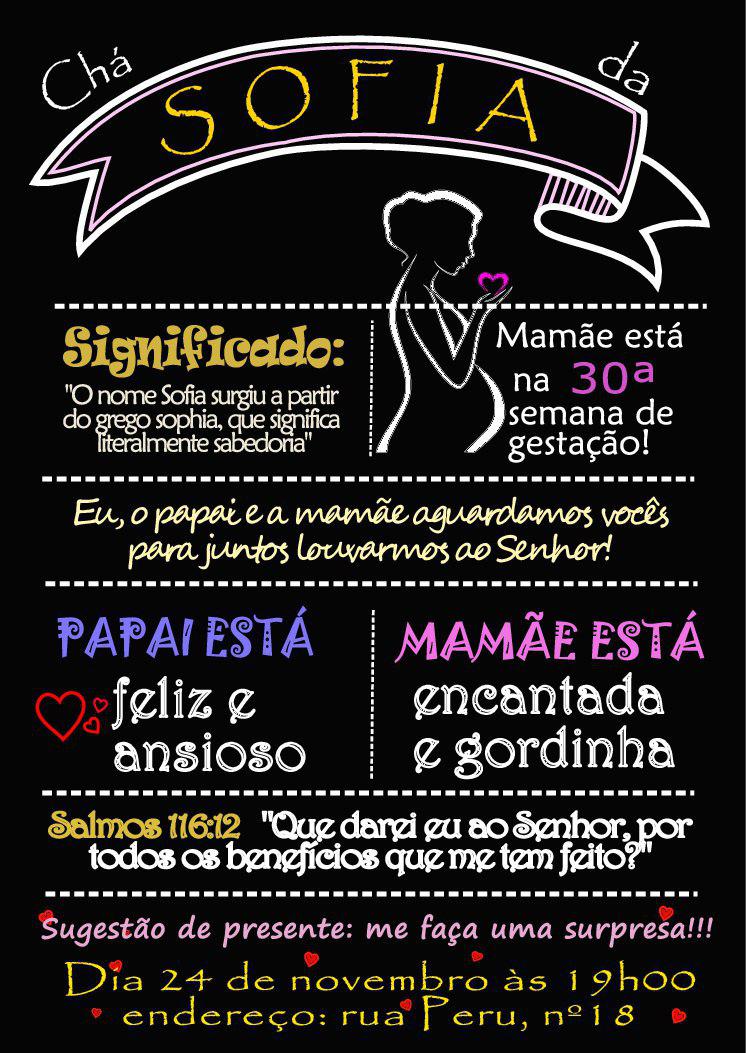 Chá da
SOFIA
Significado:
"O nome Sofia surgiu a partir
do grego sophia, que significa
literalmente sabedoria"
Mamãe está
na 30ª
semana de
gestação!
Eu, o papai e a mamãe aguardamos vocês
para juntos louvarmos ao Senhor!
PAPAI ESTÁ
feliz e
ansioso
MAMÃE ESTÁ
encantada
e gordinha
Salmos 116:12 "Que darei eu ao Senhor, por
todos os benefícios que me tem feito?"
Sugestão de presente: me faça uma surpresa!!!
Dia 24 de novembro às 19h00
endereço: rua Peru, nº18